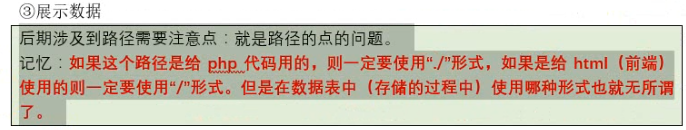 ③展示数据
后期涉及到路径需要注意点：就是路径的点的问题。
记忆：如果这个路径是给 php 代码用的，则一定要使用“./”形式，如果是给 html（前端）
使用的则一定要使用“/”形式。但是在数据表中（存储的过程中）使用哪种形式也就无所谓
了。